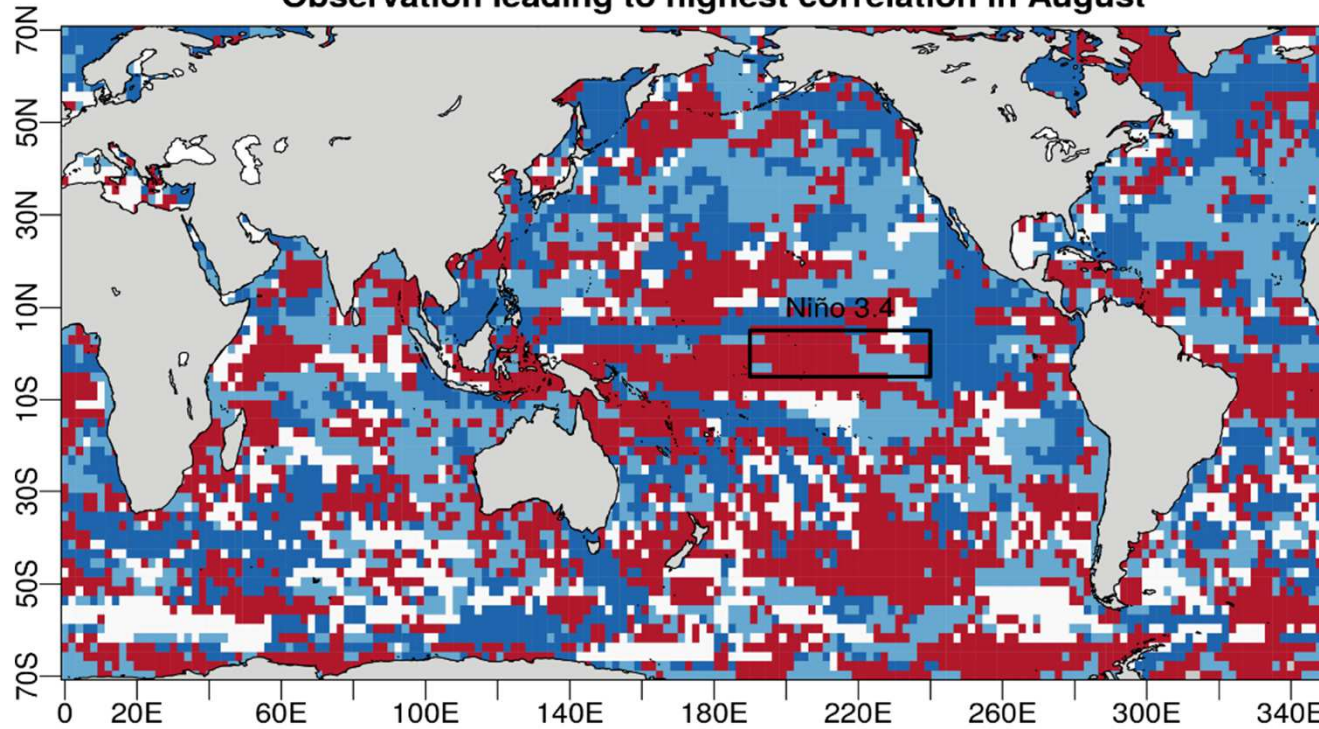 Observation leading to highest correlation in August
70N
50N
30N
10N
10S
30S
50S
70S
Niño 3.4
0 20E 60E 100E 140E 180E 220E 260E 300E 340E